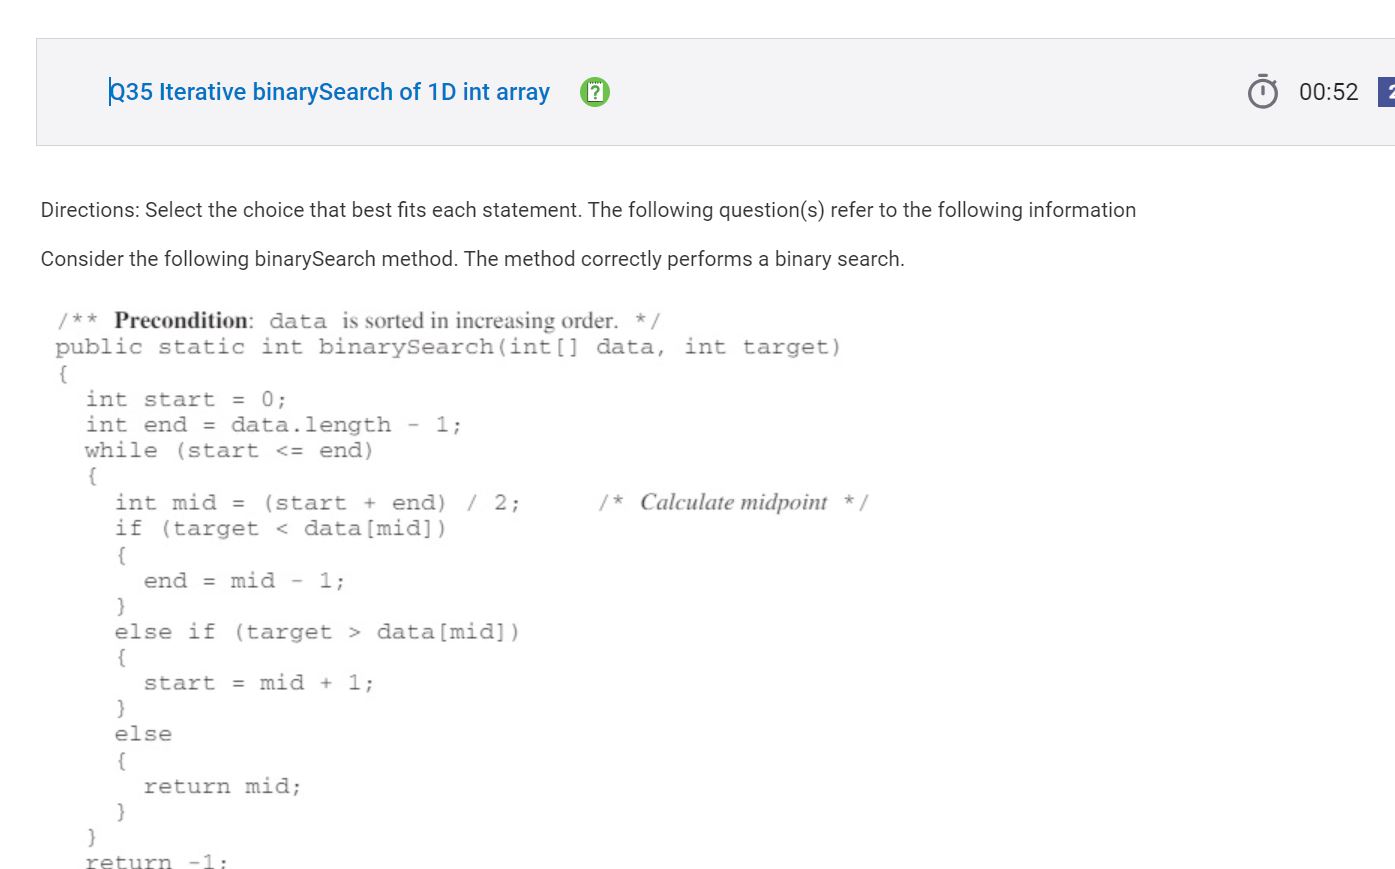 Q35 Iterative binarySearch of 1D int array
00:52
Directions: Select the choice that best fits each statement. The following question(s) refer to the following information
Consider the following binarySearch method. The method correctly performs a binary search.
/** Precondition: data is sorted in increasing order. */
public static int binarySearch(int[] data, int target)
{
int start = 0;
int end = data.length - 1;
while (start <= end)
{
int mid = (start + end) / 2; /* Calculate midpoint */
if (target < data[mid])
{
end = mid - 1;
}
else if (target > data[mid])
{
start = mid + 1;
}
else
{
return mid;
}
}
return -1;